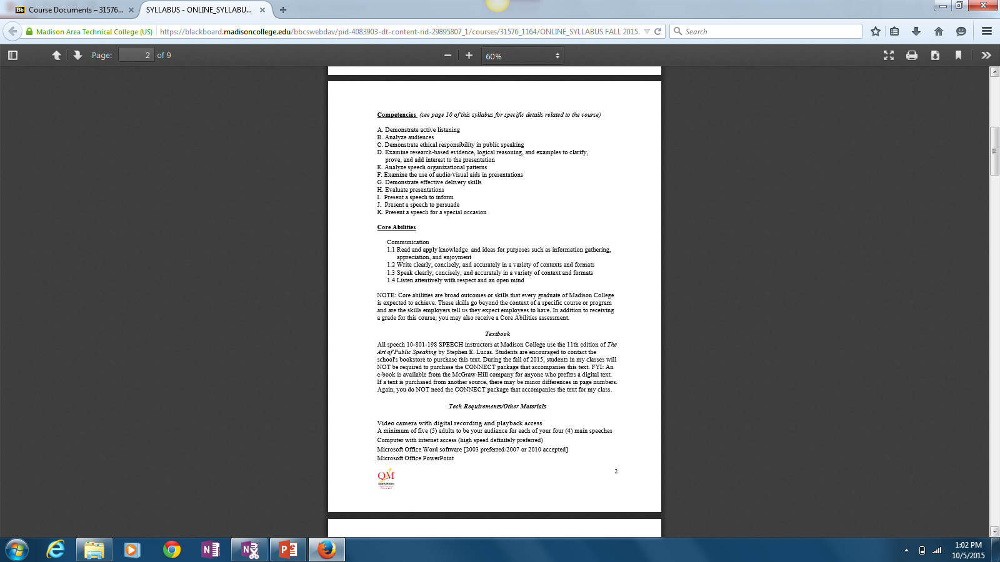 Bb Course Documents – 31576... SYLLABUS - ONLINE_SYLLABU...
Madison Area Technical College (US) https://blackboard.madisoncollege.edu/bbcswebdav/pid-4083903-dt-content-rid-29895807_1/courses/31576_1164/ONLINE_SYLLABUS FALL 2015. Search
Page: 2 of 9 60%
Competencies (see page 10 of this syllabus for specific details related to the course)
A. Demonstrate active listening
B. Analyze audiences
C. Demonstrate ethical responsibility in public speaking
D. Examine research-based evidence, logical reasoning, and examples to clarify,
prove, and add interest to the presentation
E. Analyze speech organizational patterns
F. Examine the use of audio/visual aids in presentations
G. Demonstrate effective delivery skills
H. Evaluate presentations
I. Present a speech to inform
J. Present a speech to persuade
K. Present a speech for a special occasion
Core Abilities
Communication
1.1 Read and apply knowledge and ideas for purposes such as information gathering,
appreciation, and enjoyment
1.2 Write clearly, concisely, and accurately in a variety of contexts and formats
1.3 Speak clearly, concisely, and accurately in a variety of context and formats
1.4 Listen attentively with respect and an open mind
NOTE: Core abilities are broad outcomes or skills that every graduate of Madison College
is expected to achieve. These skills go beyond the context of a specific course or program
and are the skills employers tell us they expect employees to have. In addition to receiving
a grade for this course, you may also receive a Core Abilities assessment.
Textbook
All speech 10-801-198 SPEECH instructors at Madison College use the 11th edition of The
Art of Public Speaking by Stephen E. Lucas. Students are encouraged to contact the
school's bookstore to purchase this text. During the fall of 2015, students in my classes will
NOT be required to purchase the CONNECT package that accompanies this text. FYI: An
e-book is available from the McGraw-Hill company for anyone who prefers a digital text.
If a text is purchased from another source, there may be minor differences in page numbers.
Again, you do NOT need the CONNECT package that accompanies the text for my class.
Tech Requirements/Other Materials
Video camera with digital recording and playback access
A minimum of five (5) adults to be your audience for each of your four (4) main speeches
Computer with internet access (high speed definitely preferred)
Microsoft Office Word software [2003 preferred/2007 or 2010 accepted]
Microsoft Office PowerPoint
2
QM
Quality Matters
1:02 PM
10/5/2015